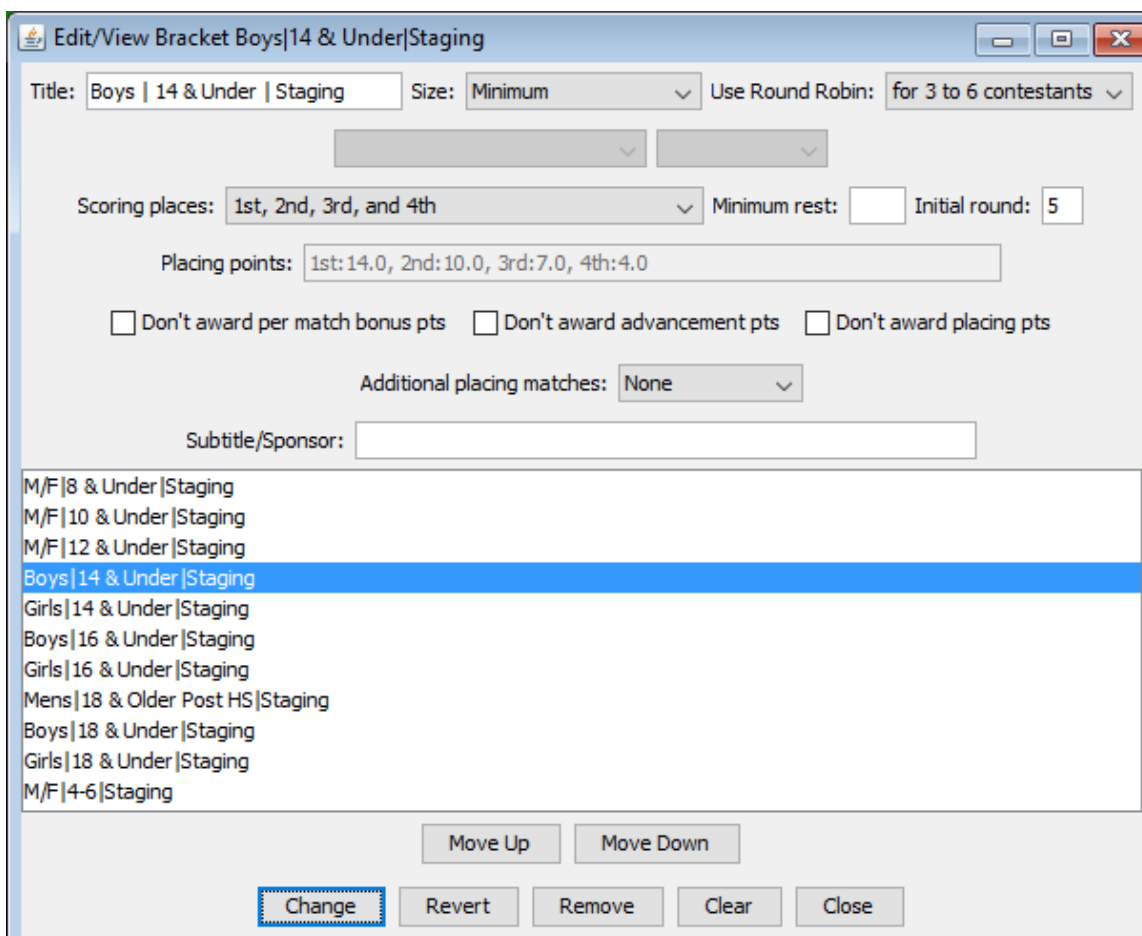 Edit/View Bracket Boys|14 & Under|Staging
Title: Boys | 14 & Under | Staging Size: Minimum Use Round Robin: for 3 to 6 contestants
Scoring places: 1st, 2nd, 3rd, and 4th Minimum rest: Initial round: 5
Placing points: 1st:14.0, 2nd:10.0, 3rd:7.0, 4th:4.0
Don't award per match bonus pts Don't award advancement pts Don't award placing pts
Additional placing matches: None
Subtitle/Sponsor:
M/F|8 & Under|Staging
M/F|10 & Under|Staging
M/F|12 & Under|Staging
Boys|14 & Under|Staging
Girls|14 & Under|Staging
Boys|16 & Under|Staging
Girls|16 & Under|Staging
Mens|18 & Older Post HS|Staging
Boys|18 & Under|Staging
Girls|18 & Under|Staging
M/F|4-6|Staging
Move Up Move Down
Change Revert Remove Clear Close